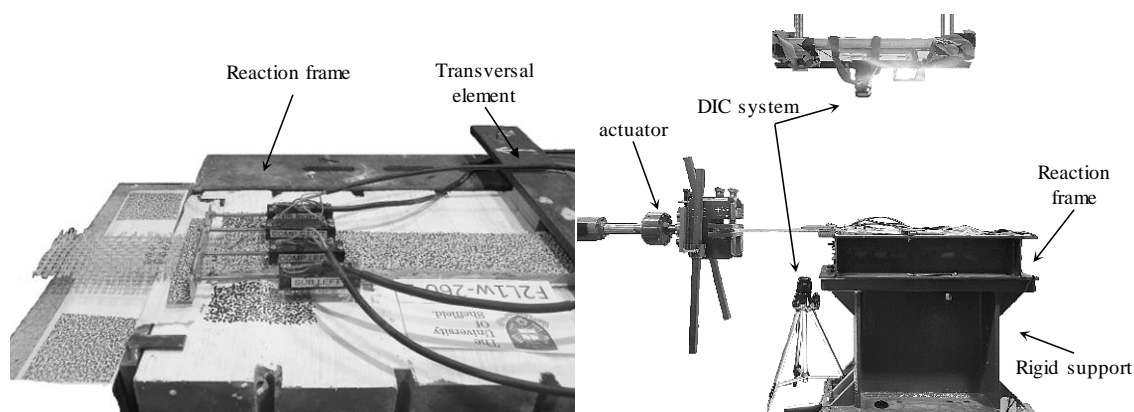 Reaction frame
Transversal
element
COMP LEFT
SUB LEFT
F2L1W-260
The
University
Of
Sheffield.
DIC system
actuator
Reaction
frame
Rigid support